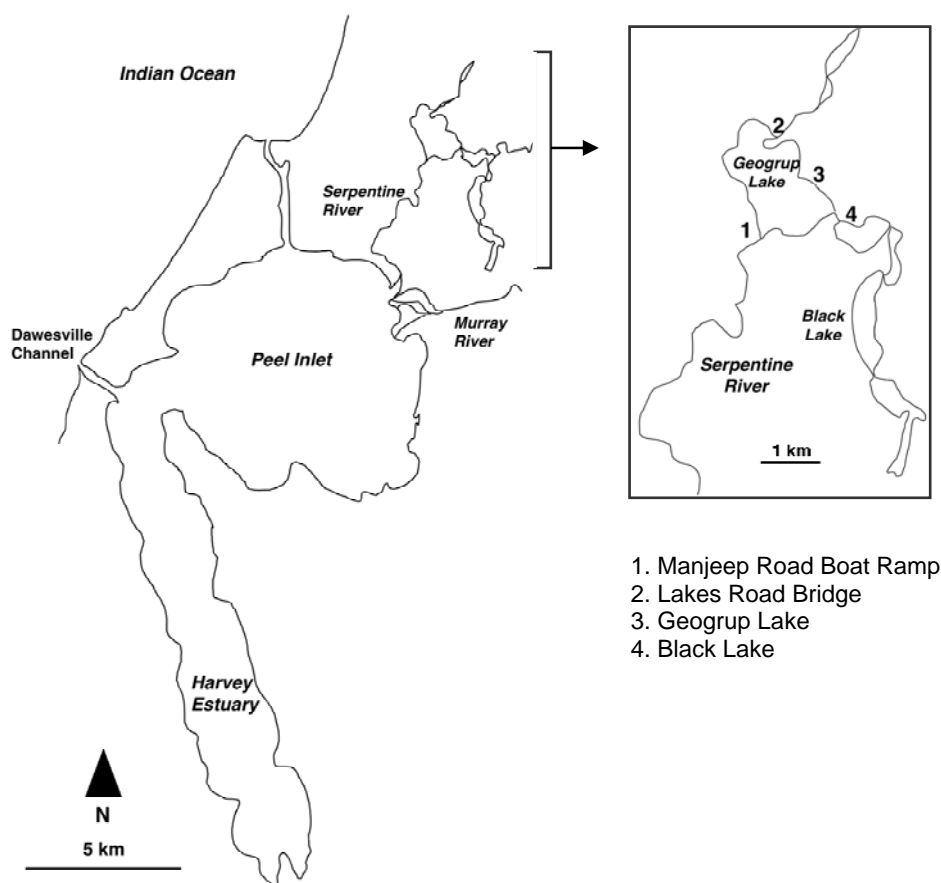 Indian Ocean
Serpentine
River
Dawesville
Channel
Peel Inlet
Murray
River
Harvey
Estuary
N
5 km
2
Geogrup
Lake
3
4
1
Black
Lake
Serpentine
River
1 km
1. Manjeep Road Boat Ramp
2. Lakes Road Bridge
3. Geogrup Lake
4. Black Lake